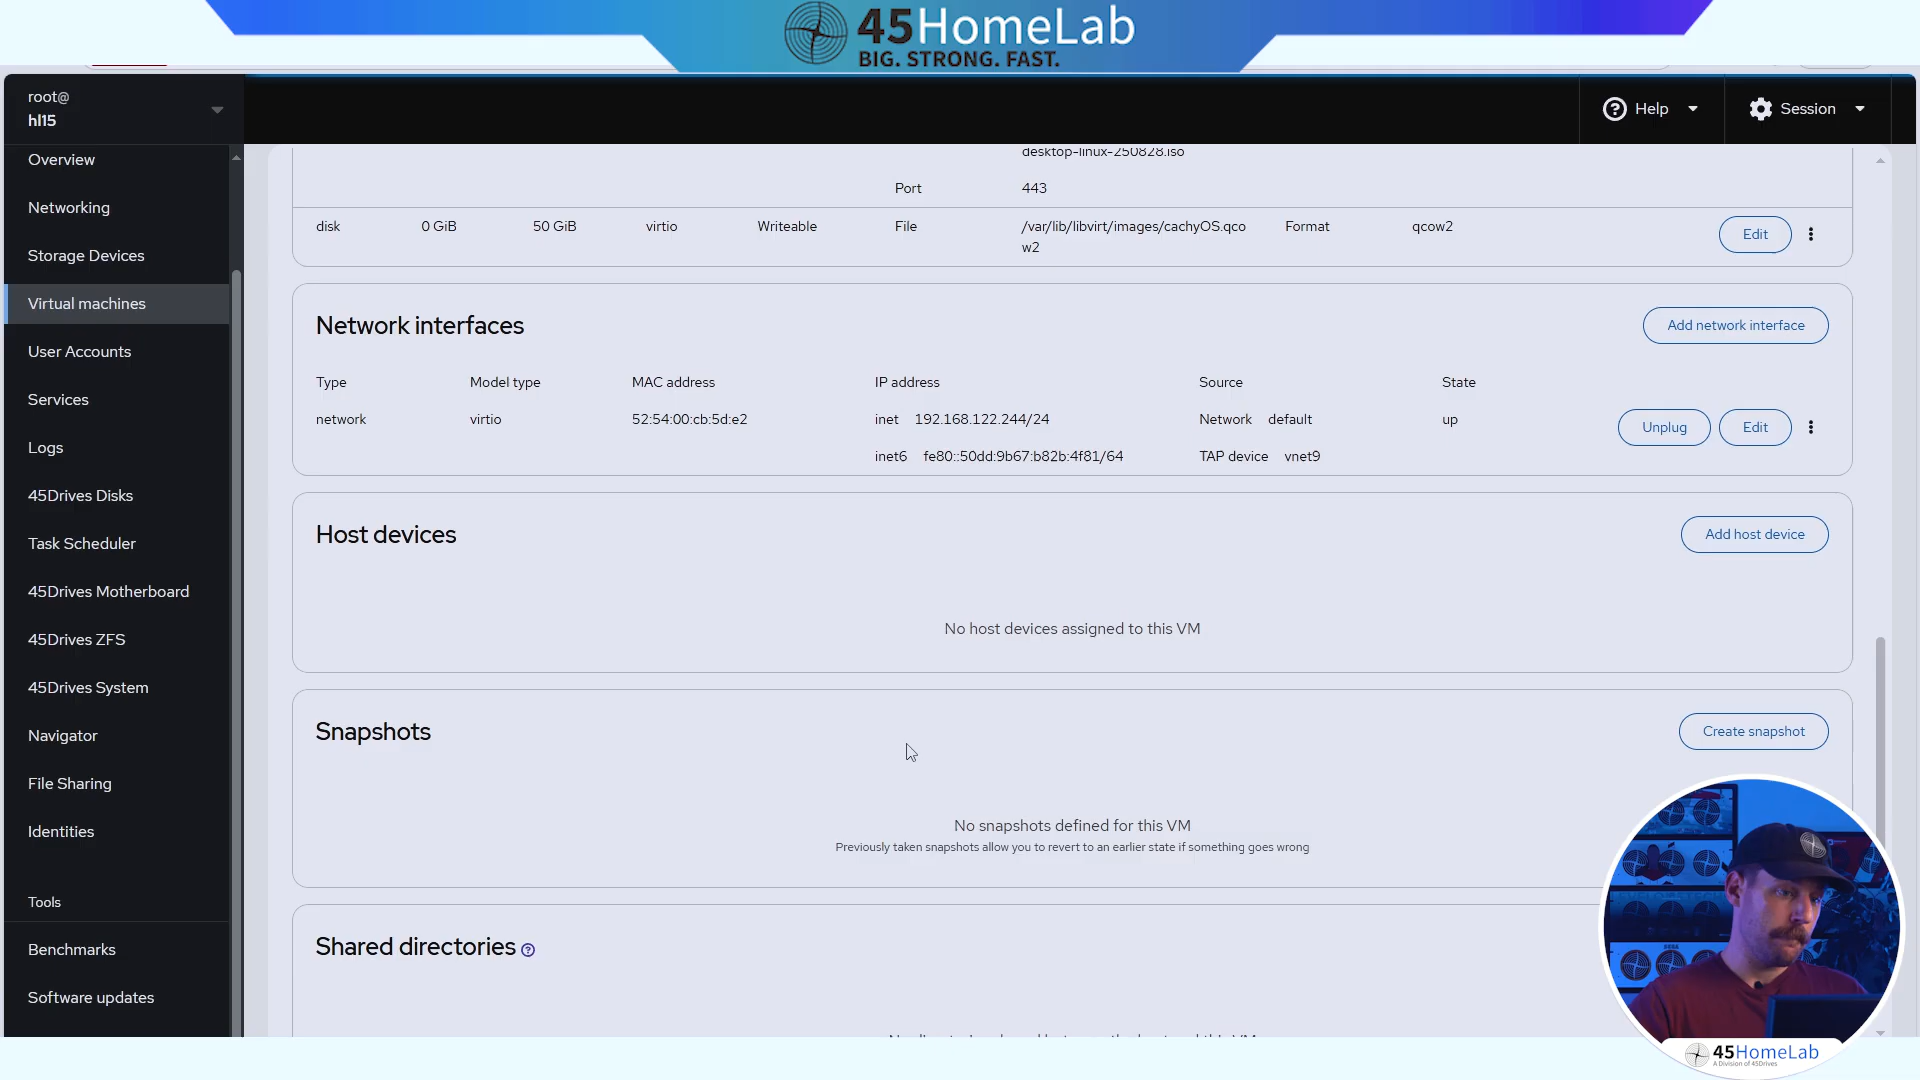 45HomeLab
BIG. STRONG. FAST.
root@
hl15
Help
Session
Overview
Networking
Storage Devices
Virtual machines
User Accounts
Services
Logs
45Drives Disks
Task Scheduler
45Drives Motherboard
45Drives ZFS
45Drives System
Navigator
File Sharing
Identities
Tools
Benchmarks
Software updates
desktop-linux-250828.iso
Port 443
disk 0 GiB 50 GiB virtio Writeable File /var/lib/libvirt/images/cachyOS.qco Format qcow2 Edit
w2
Network interfaces Add network interface
Type Model type MAC address IP address Source State
network virtio 52:54:00:cb:5d:e2 inet 192.168.122.244/24 Network default up Unplug Edit
inet6 fe80::50dd:9b67:b82b:4f81/64 TAP device vnet9
Host devices Add host device
No host devices assigned to this VM
Snapshots Create snapshot
No snapshots defined for this VM
Previously taken snapshots allow you to revert to an earlier state if something goes wrong
Shared directories
45HomeLab
A Division of 45Drives